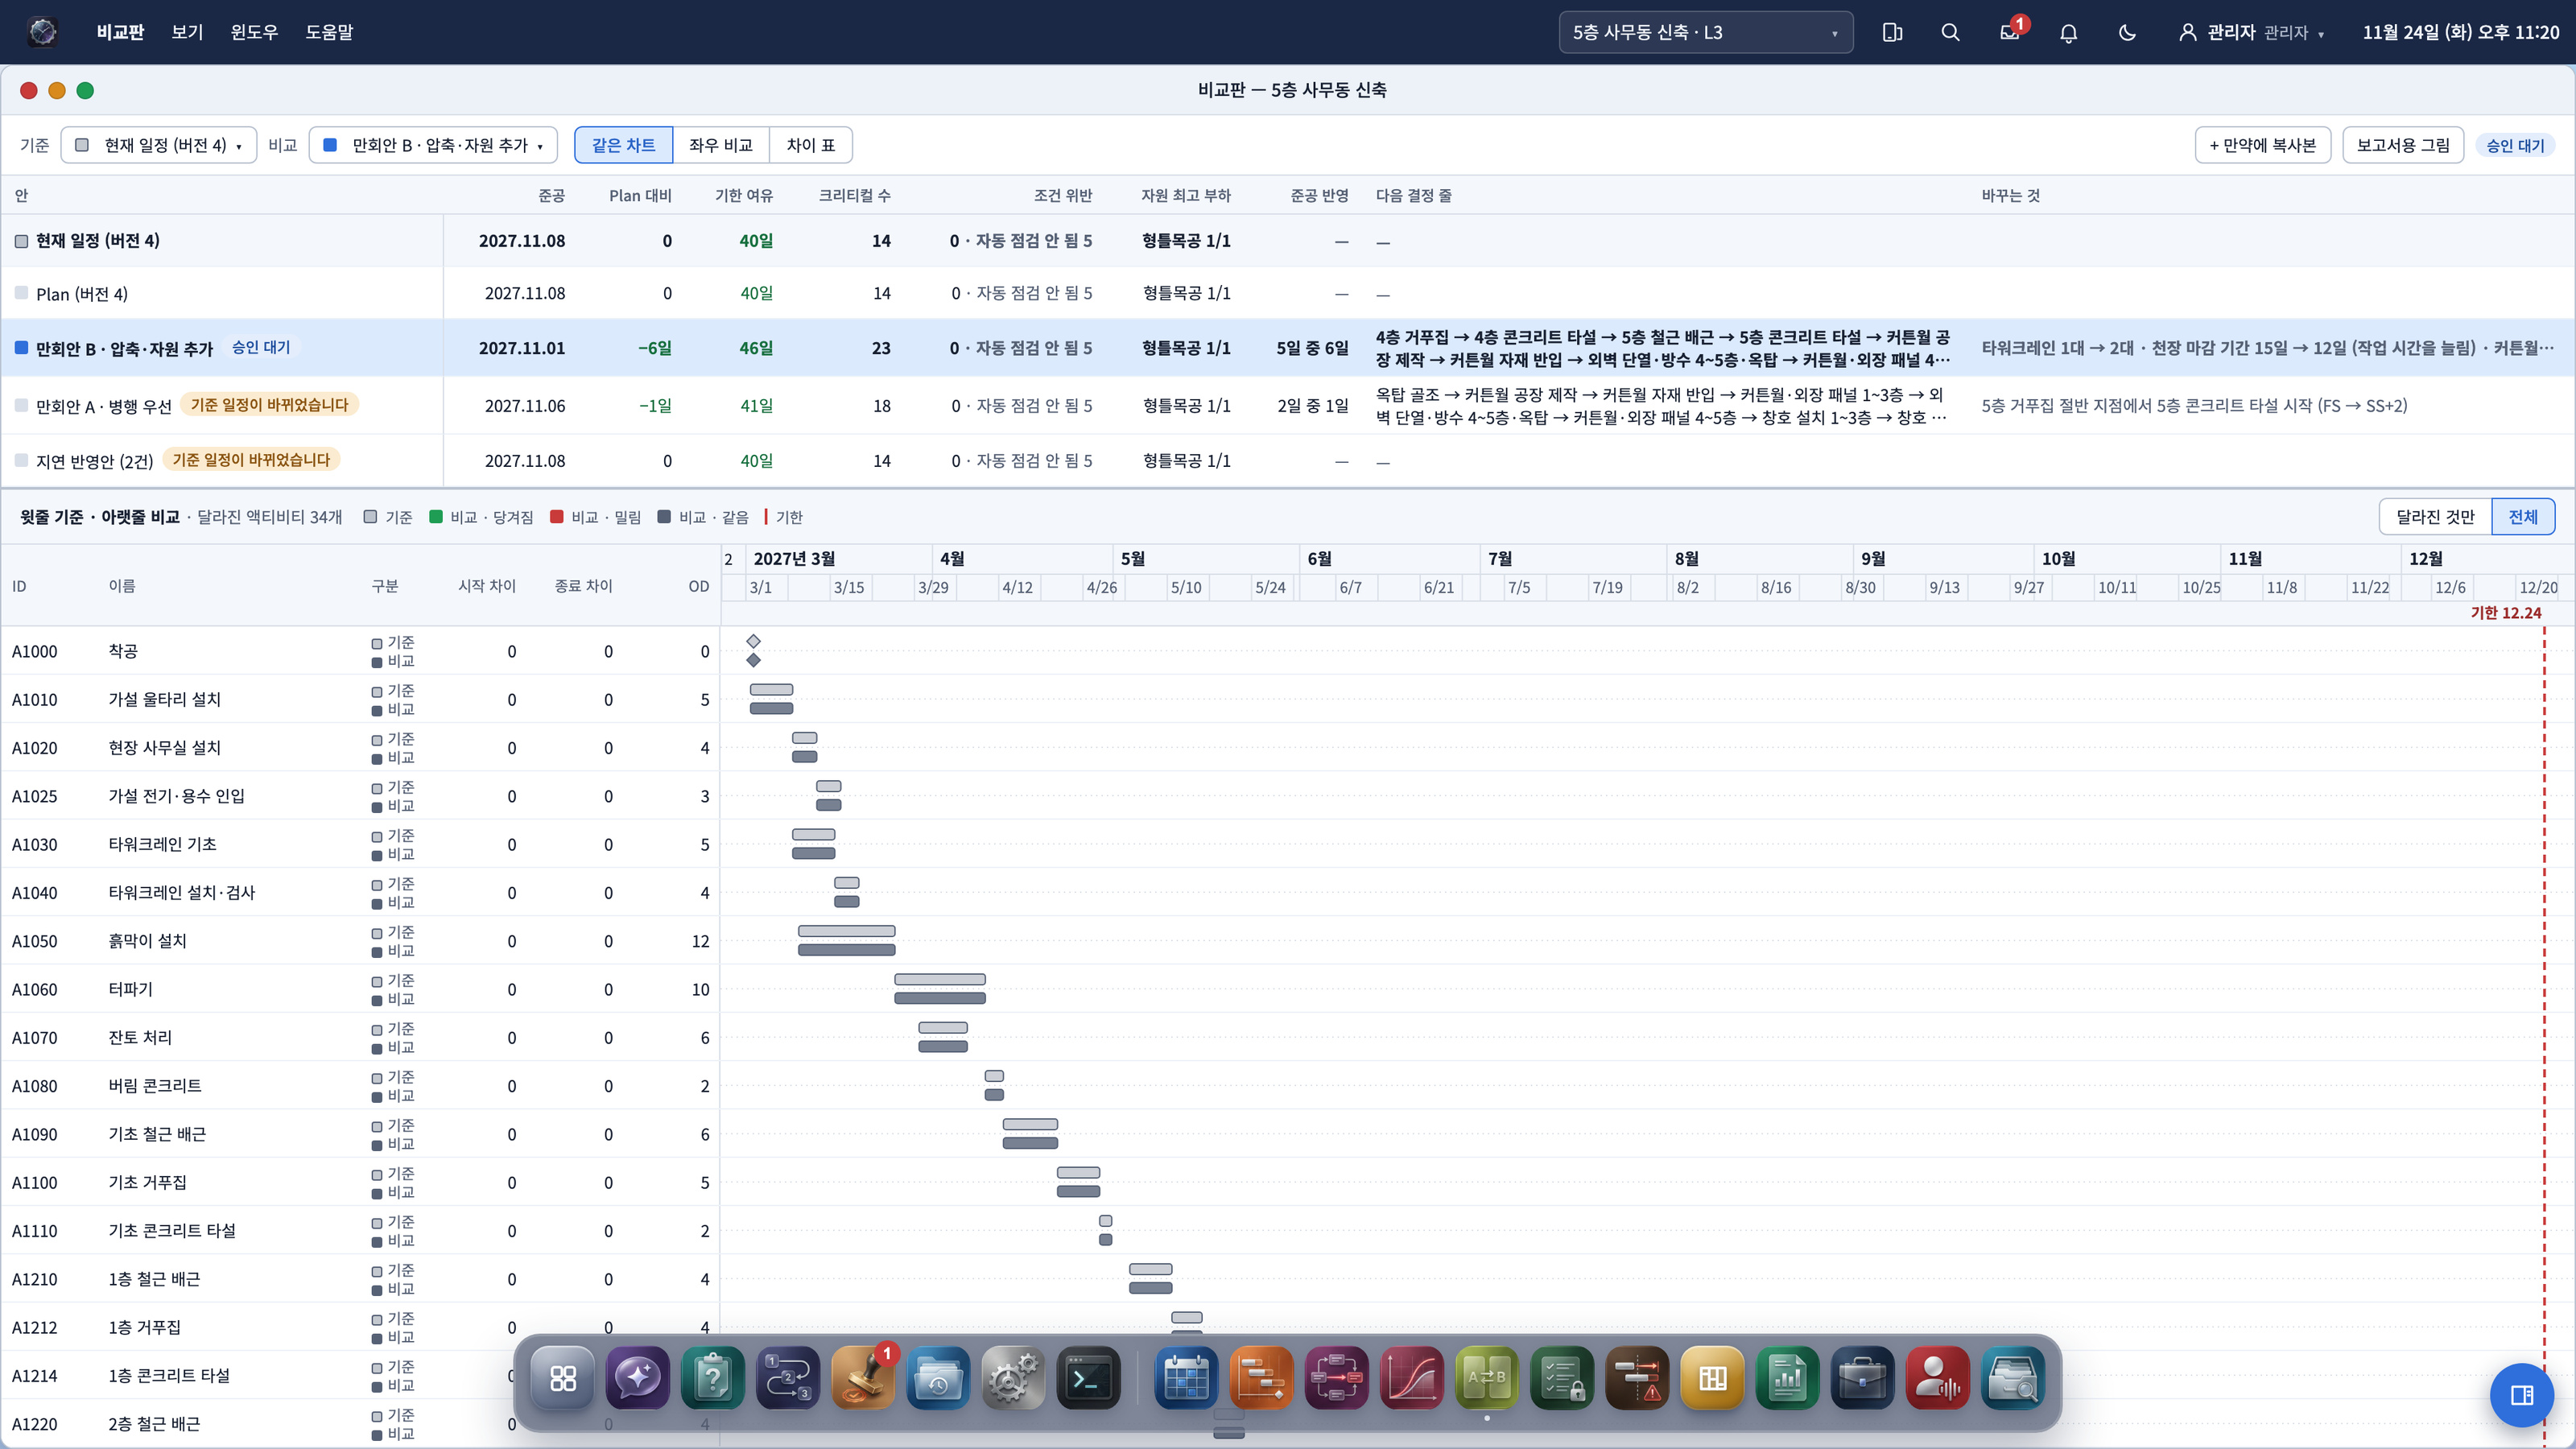 비교판 보기 윈도우 도움말 5층 사무동 신축 · L3 1 관리자 관리자 11월 24일 (화) 오후 11:20
비교판 — 5층 사무동 신축
기준 현재 일정 (버전 4) 비교 만회안 B · 압축·자원 추가 같은 차트 좌우 비교 차이 표 + 만약에 복사본 보고서용 그림 승인 대기
안 준공 Plan 대비 기한 여유 크리티컬 수 조건 위반 자원 최고 부하 준공 반영 다음 결정 줄 바꾸는 것
현재 일정 (버전 4) 2027.11.08 0 40일 14 0 · 자동 점검 안 됨 5 형틀목공 1/1 — —
Plan (버전 4) 2027.11.08 0 40일 14 0 · 자동 점검 안 됨 5 형틀목공 1/1 — —
만회안 B · 압축·자원 추가 승인 대기 2027.11.01 −6일 46일 23 0 · 자동 점검 안 됨 5 형틀목공 1/1 5일 중 6일 4층 거푸집 → 4층 콘크리트 타설 → 5층 철근 배근 → 5층 콘크리트 타설 → 커튼월 공
장 제작 → 커튼월 자재 반입 → 외벽 단열·방수 4~5층·옥탑 → 커튼월·외장 패널 4… 타워크레인 1대 → 2대 · 천장 마감 기간 15일 → 12일 (작업 시간을 늘림) · 커튼월…
만회안 A · 병행 우선 기준 일정이 바뀌었습니다 2027.11.06 −1일 41일 18 0 · 자동 점검 안 됨 5 형틀목공 1/1 2일 중 1일 옥탑 골조 → 커튼월 공장 제작 → 커튼월 자재 반입 → 커튼월·외장 패널 1~3층 → 외
벽 단열·방수 4~5층·옥탑 → 커튼월·외장 패널 4~5층 → 창호 설치 1~3층 → 창호 … 5층 거푸집 절반 지점에서 5층 콘크리트 타설 시작 (FS → SS+2)
지연 반영안 (2건) 기준 일정이 바뀌었습니다 2027.11.08 0 40일 14 0 · 자동 점검 안 됨 5 형틀목공 1/1 — —
윗줄 기준 · 아랫줄 비교 · 달라진 액티비티 34개 기준 비교 · 당겨짐 비교 · 밀림 비교 · 같음 기한 달라진 것만 전체
2 2027년 3월 4월 5월 6월 7월 8월 9월 10월 11월 12월
ID 이름 구분 시작 차이 종료 차이 OD 3/1 3/15 3/29 4/12 4/26 5/10 5/24 6/7 6/21 7/5 7/19 8/2 8/16 8/30 9/13 9/27 10/11 10/25 11/8 11/22 12/6 12/20
기한 12.24
A1000 착공 기준 비교 0 0 0
A1010 가설 울타리 설치 기준 비교 0 0 5
A1020 현장 사무실 설치 기준 비교 0 0 4
A1025 가설 전기·용수 인입 기준 비교 0 0 3
A1030 타워크레인 기초 기준 비교 0 0 5
A1040 타워크레인 설치·검사 기준 비교 0 0 4
A1050 흙막이 설치 기준 비교 0 0 12
A1060 터파기 기준 비교 0 0 10
A1070 잔토 처리 기준 비교 0 0 6
A1080 버림 콘크리트 기준 비교 0 0 2
A1090 기초 철근 배근 기준 비교 0 0 6
A1100 기초 거푸집 기준 비교 0 0 5
A1110 기초 콘크리트 타설 기준 비교 0 0 2
A1210 1층 철근 배근 기준 비교 0 0 4
A1212 1층 거푸집 기준 비교 0 0 4
A1214 1층 콘크리트 타설 기준 비교 0
A1220 2층 철근 배근 기준 비교 0 0 4
1 2 3 1 A⇄B